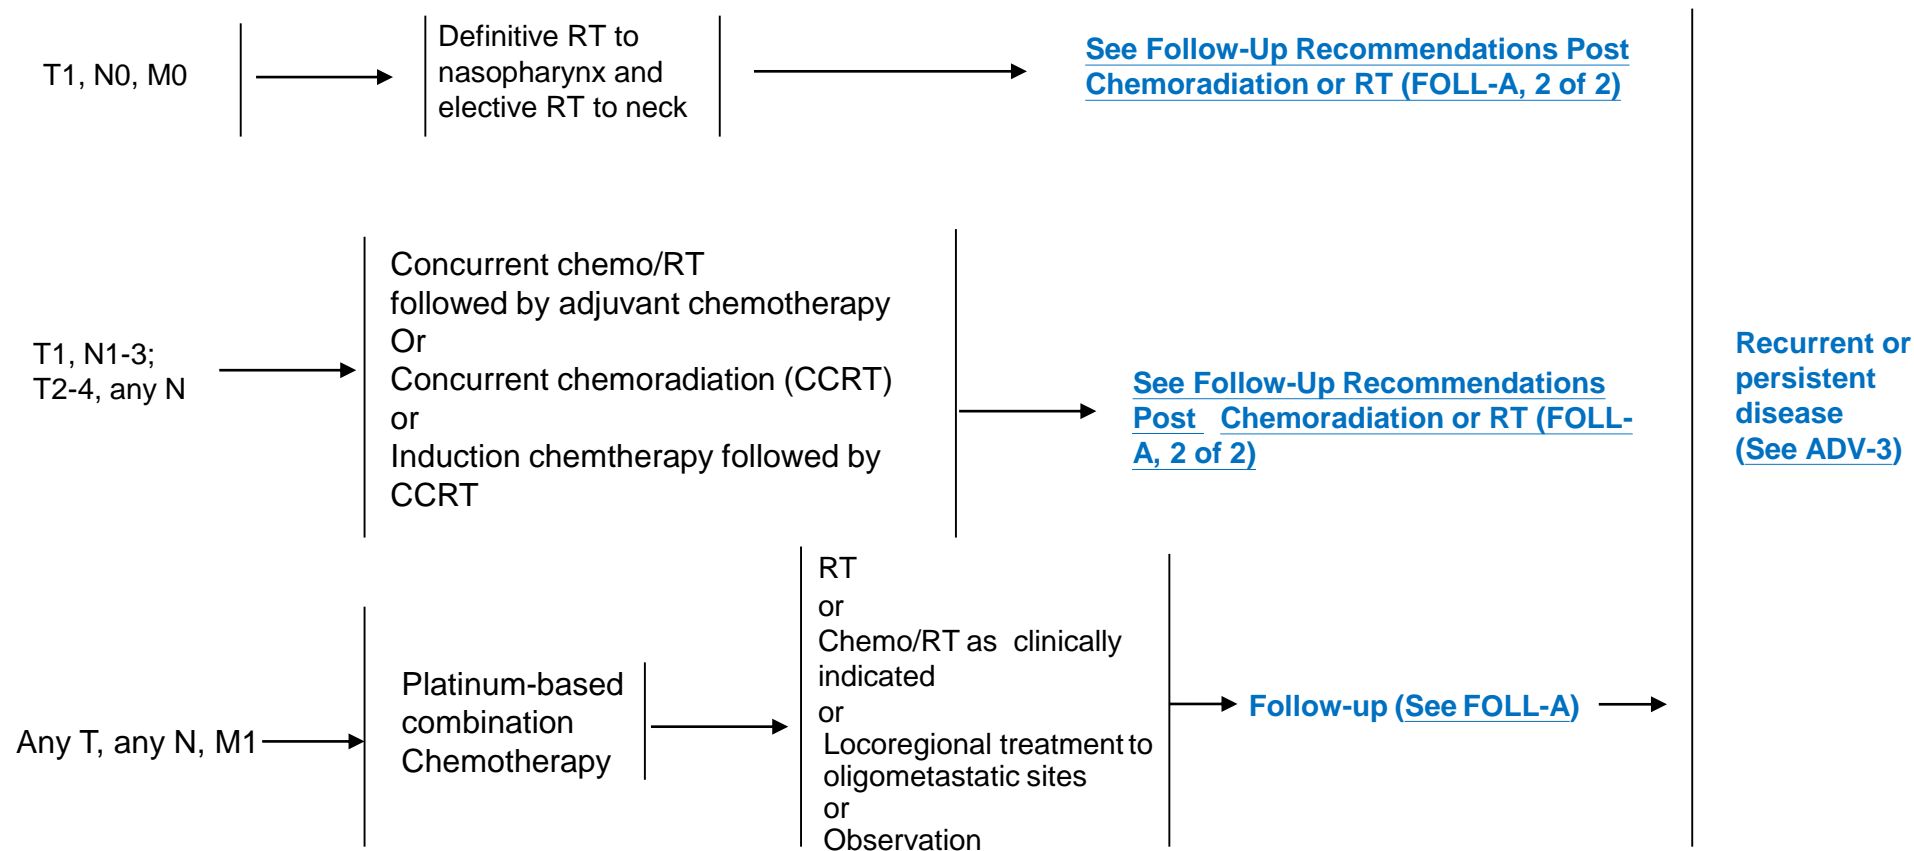 T1, N0, M0
Definitive RT to
nasopharynx and
elective RT to neck
See Follow-Up Recommendations Post
Chemoradiation or RT (FOLL-A, 2 of 2)
T1, N1-3;
T2-4, any N
Concurrent chemo/RT
followed by adjuvant chemotherapy
Or
Concurrent chemoradiation (CCRT)
or
Induction chemtherapy followed by
CCRT
See Follow-Up Recommendations
Post Chemoradiation or RT (FOLL-
A, 2 of 2)
Recurrent or
persistent
disease
(See ADV-3)
Any T, any N, M1
Platinum-based
combination
Chemotherapy
RT
or
Chemo/RT as clinically
indicated
or
Locoregional treatment to
oligometastatic sites
or
Observation
Follow-up (See FOLL-A)